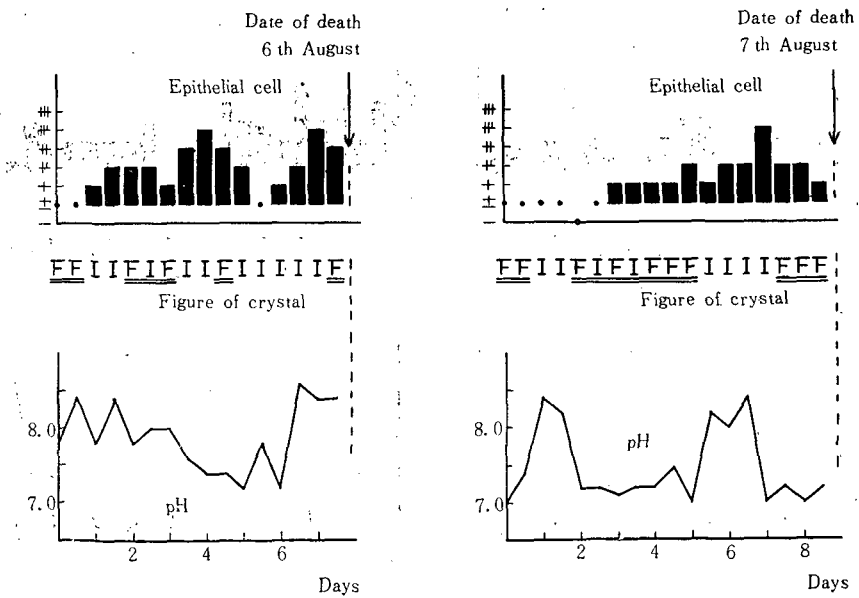 Date of death
6 th August
Epithelial cell
+
±
−
F F I I F I F I I F I I I I I F
Figure of crystal
8.0
7.0
pH
2 4 6
Days
Date of death
7 th August
Epithelial cell
+
±
−
F F I I F I F I F F F I I I I F F F
Figure of crystal
8.0
7.0
pH
2 4 6 8
Days